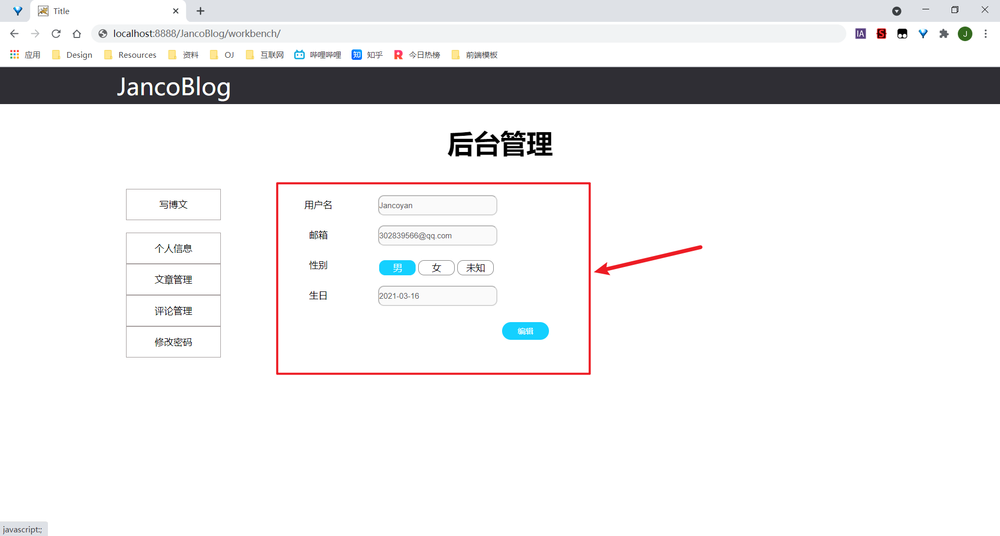 Title
localhost:8888/JancoBlog/workbench/
IA
S
J
应用 Design Resources 资料 OJ 互联网 哔哩哔哩 知 知乎 R 今日热榜 前端模板
JancoBlog
后台管理
写博文
个人信息
文章管理
评论管理
修改密码
用户名 Jancoyan
邮箱 302839566@qq.com
性别 男 女 未知
生日 2021-03-16
编辑
javascript:;